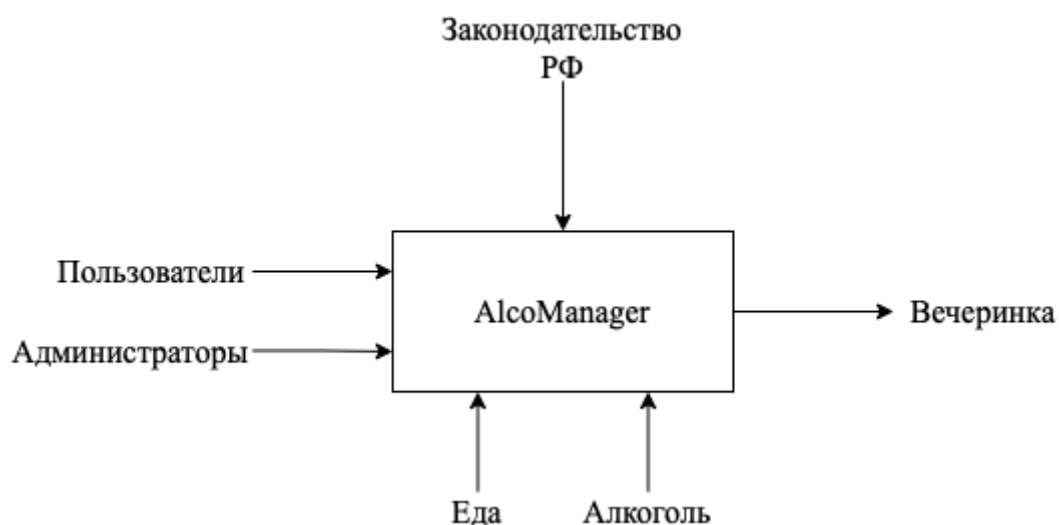 Законодательство
РФ
Пользователи
AlcoManager
Вечеринка
Администраторы
Еда
Алкоголь